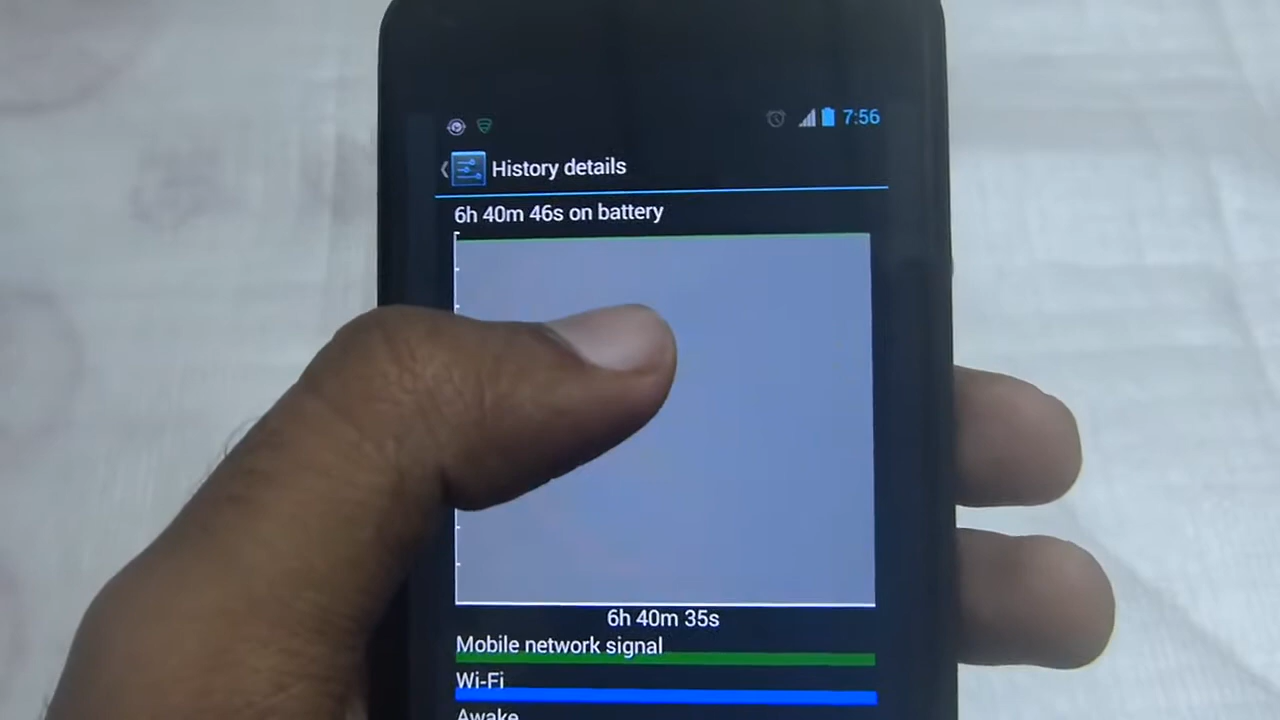 7:56
History details
6h 40m 46s on battery
6h 40m 35s
Mobile network signal
Wi-Fi
Awake